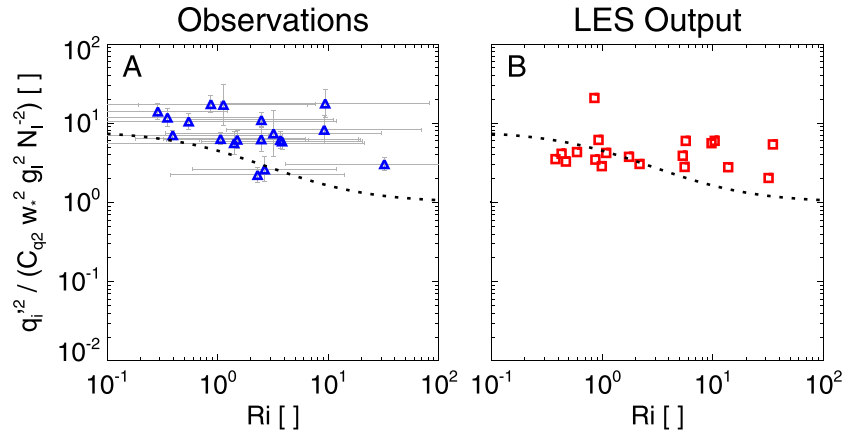 Observations
LES Output
q_i'^2 / (C_q2 w_*^2 g_I^2 N_I^-2) [ ]
10^2
10^1
10^0
10^-1
10^-2
A
B
10^-1 10^0 10^1 10^2
10^-1 10^0 10^1 10^2
Ri [ ]
Ri [ ]